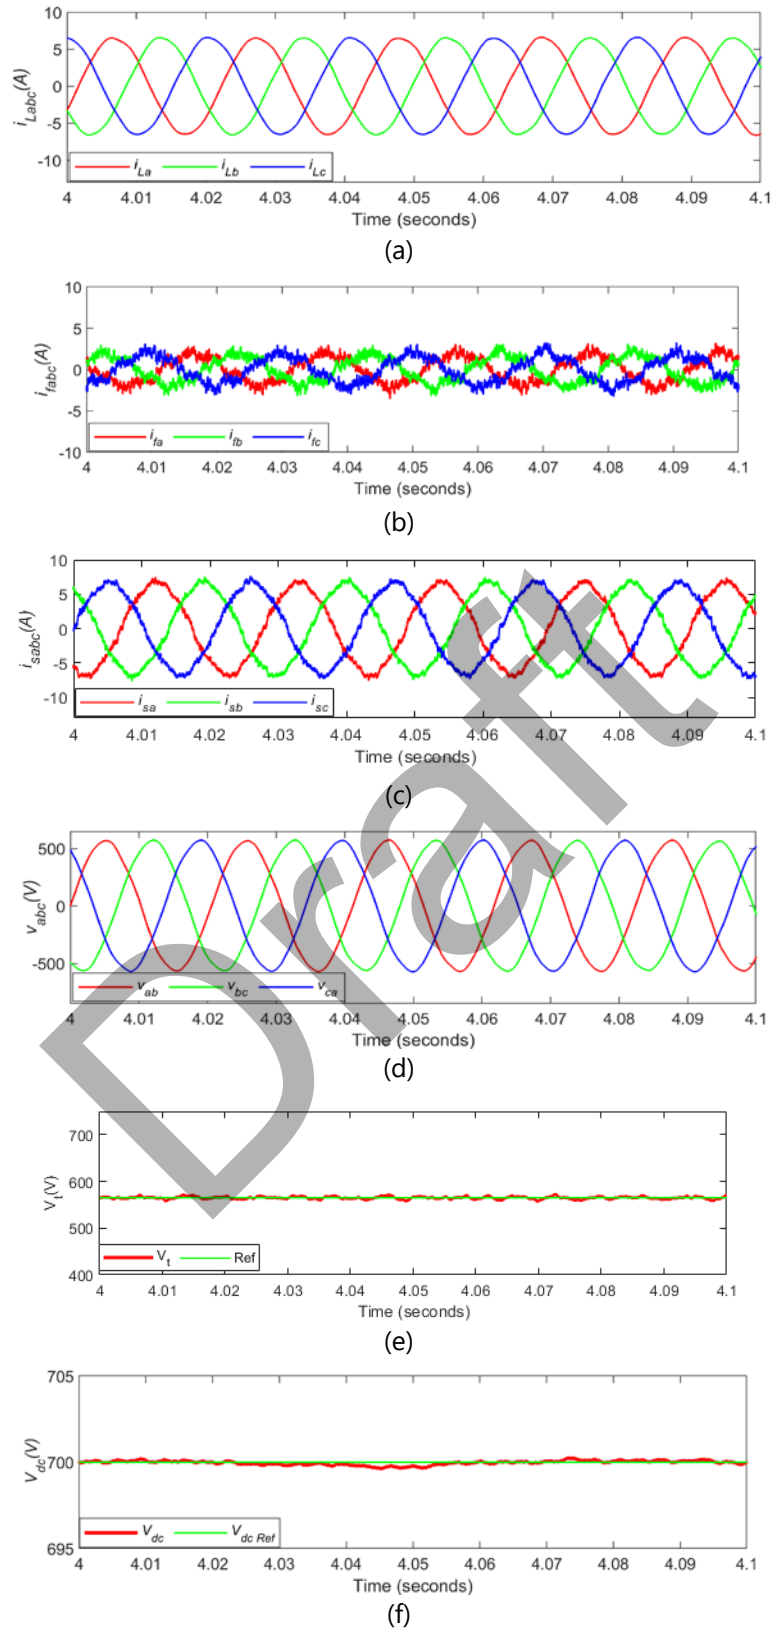 10
5
0
-5
-10
i_Labc(A)
i_La i_Lb i_Lc
4 4.01 4.02 4.03 4.04 4.05 4.06 4.07 4.08 4.09 4.1
Time (seconds)
(a)
10
5
0
-5
-10
i_fabc(A)
i_fa i_fb i_fc
4 4.01 4.02 4.03 4.04 4.05 4.06 4.07 4.08 4.09 4.1
Time (seconds)
(b)
10
5
0
-5
-10
i_sabc(A)
i_sa i_sb i_sc
4 4.01 4.02 4.03 4.04 4.05 4.06 4.07 4.08 4.09 4.1
Time (seconds)
(c)
500
0
-500
v_abc(V)
v_ab v_bc v_ca
4 4.01 4.02 4.03 4.04 4.05 4.06 4.07 4.08 4.09 4.1
Time (seconds)
(d)
700
600
500
400
V_t(V)
V_t Ref
4 4.01 4.02 4.03 4.04 4.05 4.06 4.07 4.08 4.09 4.1
Time (seconds)
(e)
705
700
695
V_dc(V)
V_dc V_dc Ref
4 4.01 4.02 4.03 4.04 4.05 4.06 4.07 4.08 4.09 4.1
Time (seconds)
(f)
Draft